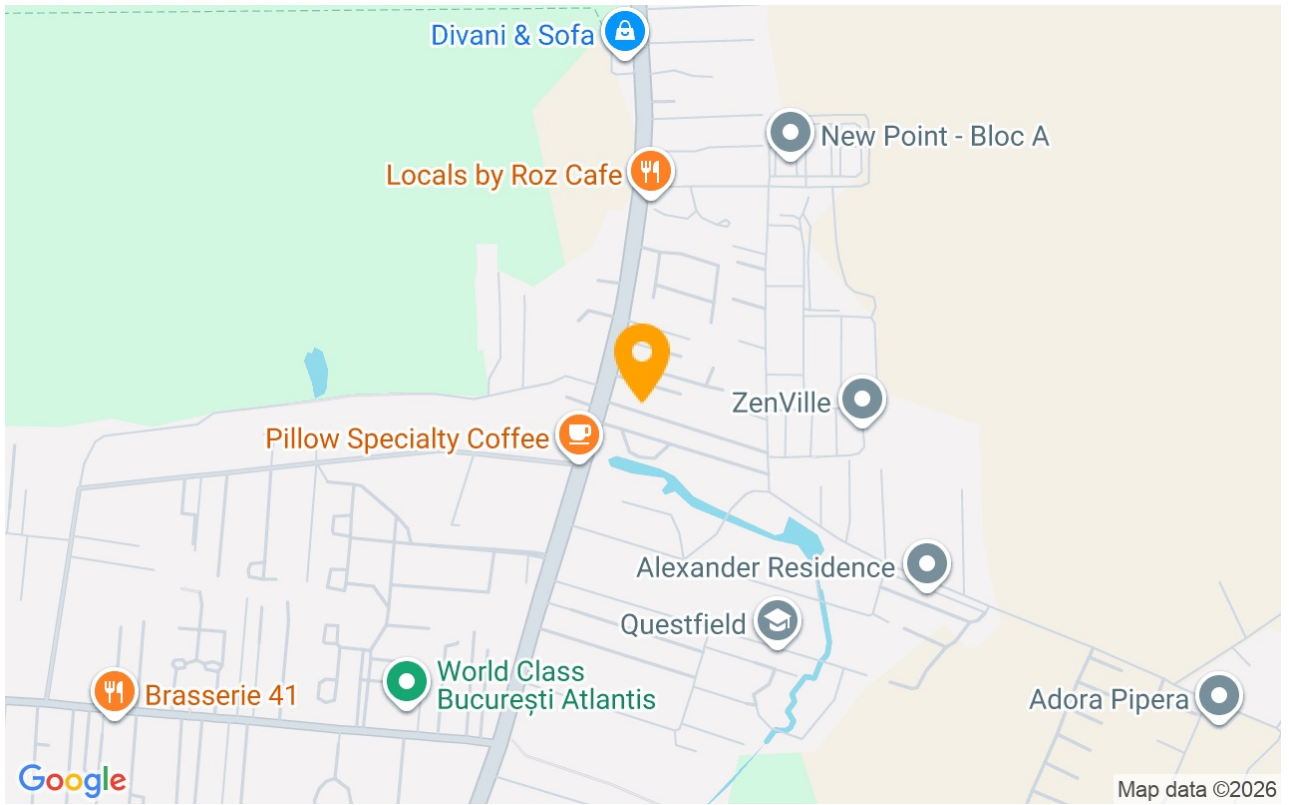 Divani & Sofa
New Point - Bloc A
Locals by Roz Cafe
ZenVille
Pillow Specialty Coffee
Alexander Residence
Questfield
World Class
București Atlantis
Brasserie 41
Adora Pipera
Google
Map data ©2026